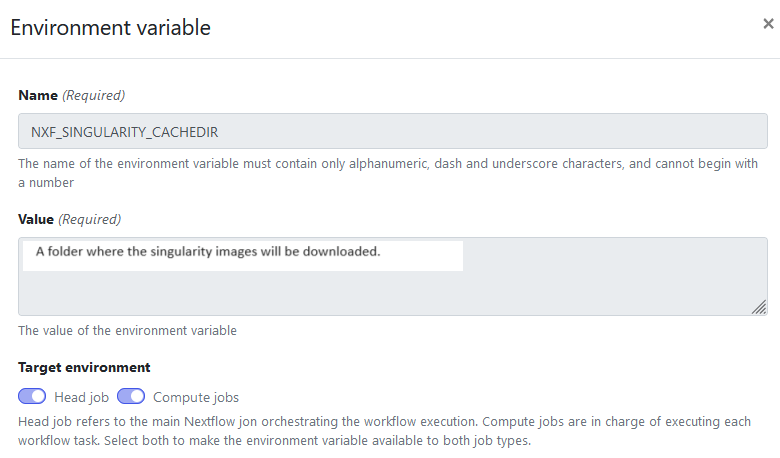 Environment variable
×
Name (Required)
NXF_SINGULARITY_CACHEDIR
The name of the environment variable must contain only alphanumeric, dash and underscore characters, and cannot begin with
a number
Value (Required)
A folder where the singularity images will be downloaded.
The value of the environment variable
Target environment
Head job Compute jobs
Head job refers to the main Nextflow jon orchestrating the workflow execution. Compute jobs are in charge of executing each
workflow task. Select both to make the environment variable available to both job types.